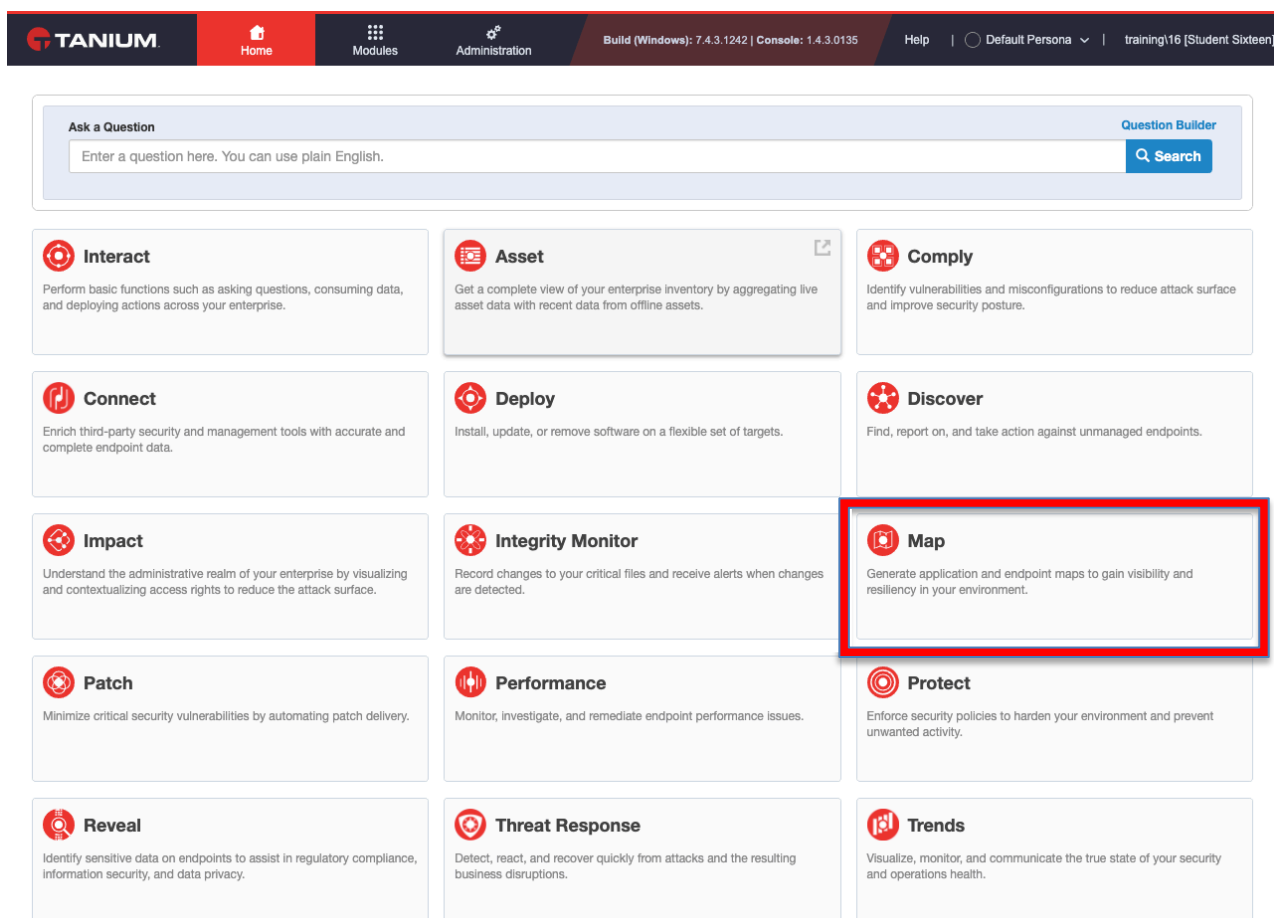 TANIUM.
Home
Modules
Administration
Build (Windows): 7.4.3.1242 | Console: 1.4.3.0135
Help | Default Persona | training\16 [Student Sixteen]
Ask a Question
Question Builder
Enter a question here. You can use plain English.
Search
Interact
Perform basic functions such as asking questions, consuming data,
and deploying actions across your enterprise.
Asset
Get a complete view of your enterprise inventory by aggregating live
asset data with recent data from offline assets.
Comply
Identify vulnerabilities and misconfigurations to reduce attack surface
and improve security posture.
Connect
Enrich third-party security and management tools with accurate and
complete endpoint data.
Deploy
Install, update, or remove software on a flexible set of targets.
Discover
Find, report on, and take action against unmanaged endpoints.
Impact
Understand the administrative realm of your enterprise by visualizing
and contextualizing access rights to reduce the attack surface.
Integrity Monitor
Record changes to your critical files and receive alerts when changes
are detected.
Map
Generate application and endpoint maps to gain visibility and
resiliency in your environment.
Patch
Minimize critical security vulnerabilities by automating patch delivery.
Performance
Monitor, investigate, and remediate endpoint performance issues.
Protect
Enforce security policies to harden your environment and prevent
unwanted activity.
Reveal
Identify sensitive data on endpoints to assist in regulatory compliance,
information security, and data privacy.
Threat Response
Detect, react, and recover quickly from attacks and the resulting
business disruptions.
Trends
Visualize, monitor, and communicate the true state of your security
and operations health.